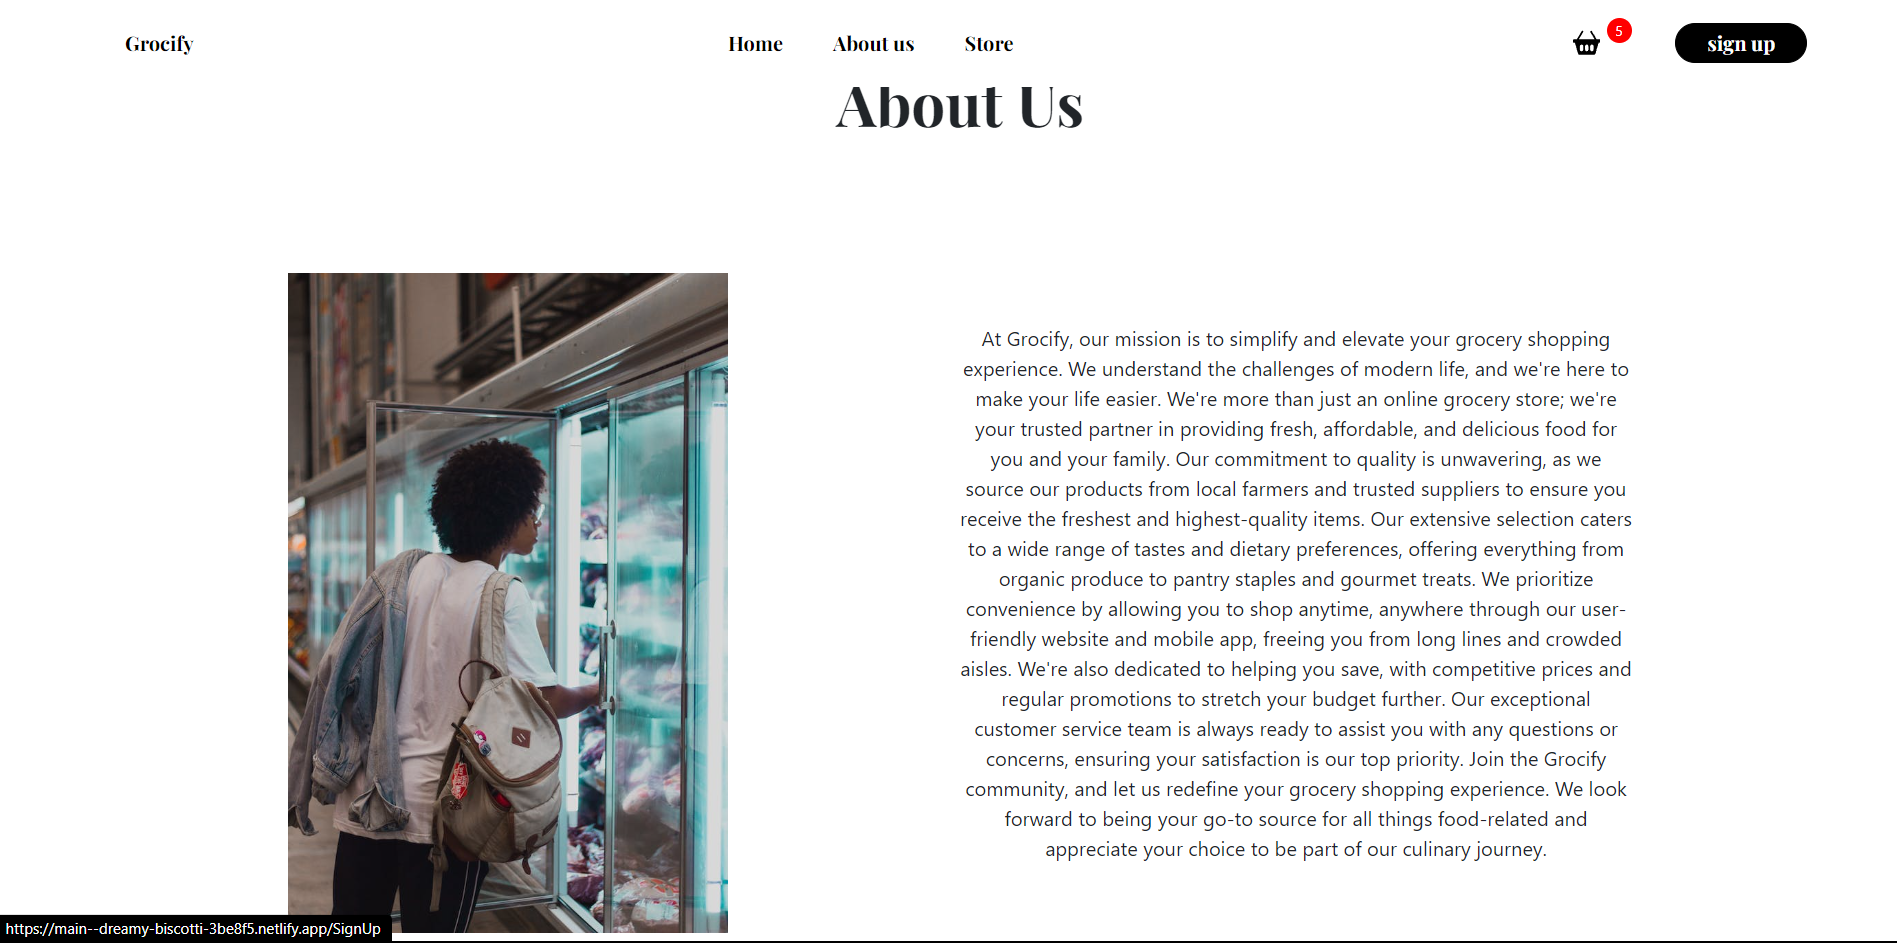 Grocify
Home
About us
Store
5
sign up
About Us
At Grocify, our mission is to simplify and elevate your grocery shopping
experience. We understand the challenges of modern life, and we're here to
make your life easier. We're more than just an online grocery store; we're
your trusted partner in providing fresh, affordable, and delicious food for
you and your family. Our commitment to quality is unwavering, as we
source our products from local farmers and trusted suppliers to ensure you
receive the freshest and highest-quality items. Our extensive selection caters
to a wide range of tastes and dietary preferences, offering everything from
organic produce to pantry staples and gourmet treats. We prioritize
convenience by allowing you to shop anytime, anywhere through our user-
friendly website and mobile app, freeing you from long lines and crowded
aisles. We're also dedicated to helping you save, with competitive prices and
regular promotions to stretch your budget further. Our exceptional
customer service team is always ready to assist you with any questions or
concerns, ensuring your satisfaction is our top priority. Join the Grocify
community, and let us redefine your grocery shopping experience. We look
forward to being your go-to source for all things food-related and
appreciate your choice to be part of our culinary journey.
https://main--dreamy-biscotti-3be8f5.netlify.app/SignUp